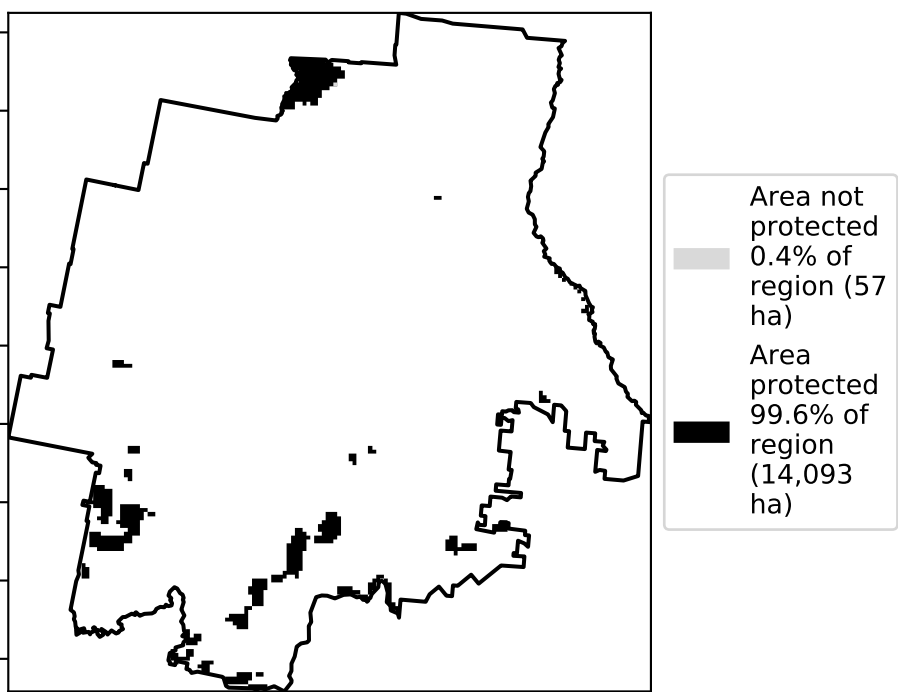 Area not
protected
0.4% of
region (57
ha)
Area
protected
99.6% of
region
(14,093
ha)